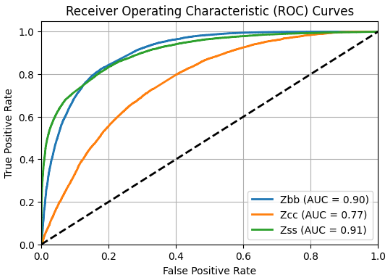 Receiver Operating Characteristic (ROC) Curves
True Positive Rate
1.0
0.8
0.6
0.4
0.2
0.0
Zbb (AUC = 0.90)
Zcc (AUC = 0.77)
Zss (AUC = 0.91)
0.0 0.2 0.4 0.6 0.8 1.0
False Positive Rate